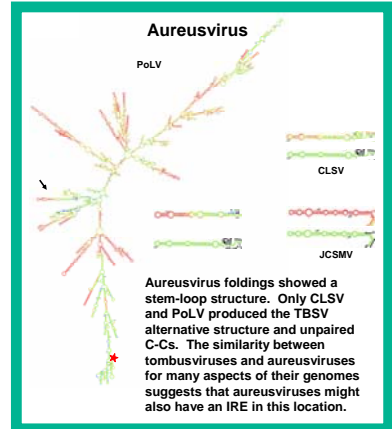 Aureusvirus
PoLV
CLSV
JCSMV
Aureusvirus foldings showed a
stem-loop structure. Only CLSV
and PoLV produced the TBSV
alternative structure and unpaired
C-Cs. The similarity between
tombusviruses and aureusviruses
for many aspects of their genomes
suggests that aureusviruses might
also have an IRE in this location.